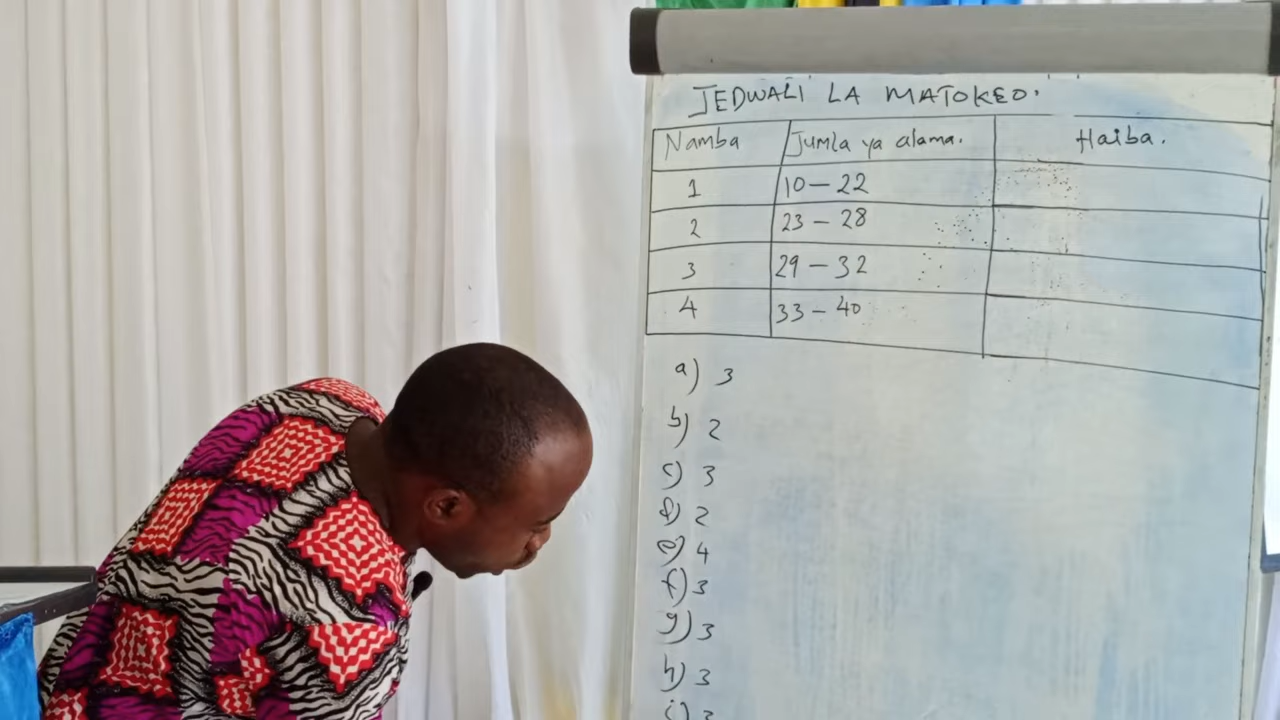 JEDWALI LA MATOKEO.
Namba Jumla ya alama. Haiba.
1 10 – 22
2 23 – 28
3 29 – 32
4 33 – 40
a) 3
b) 2
c) 3
d) 2
e) 4
f) 3
g) 3
h) 3
i) 3